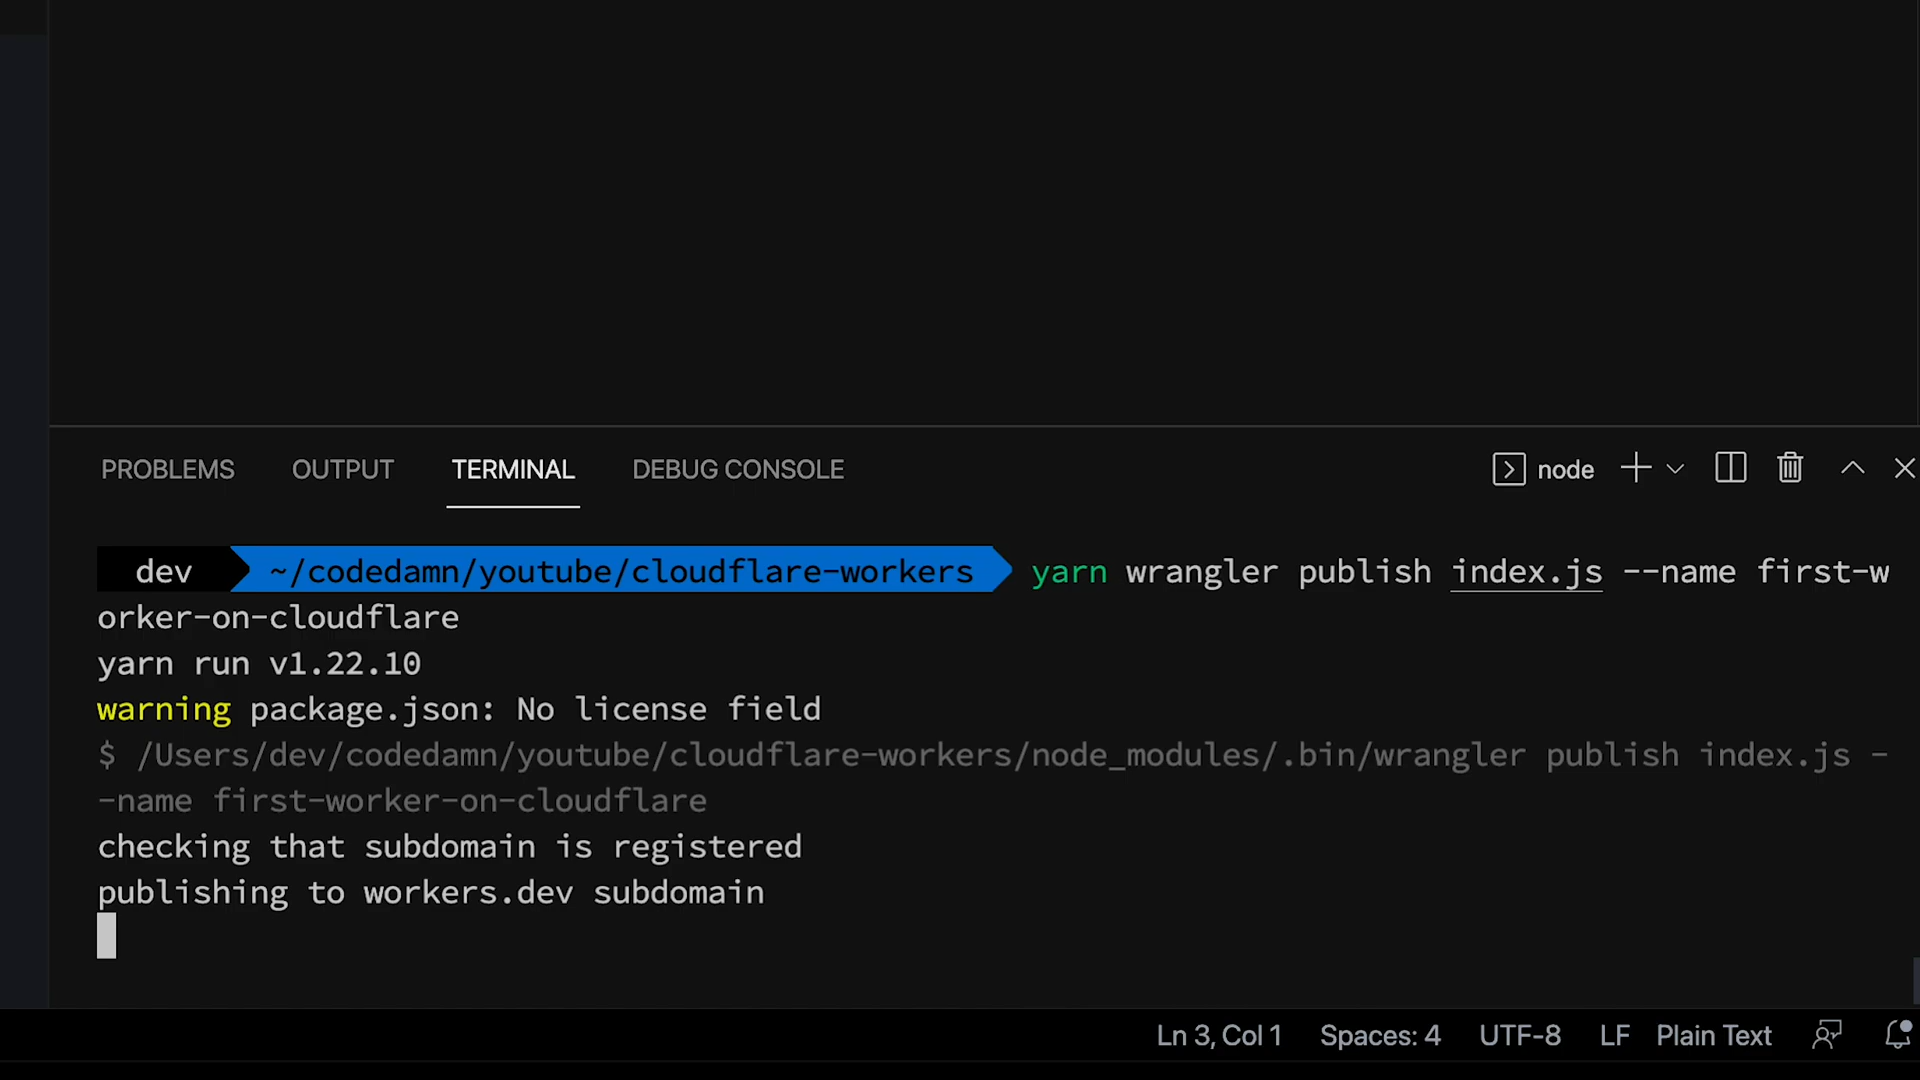 PROBLEMS OUTPUT TERMINAL DEBUG CONSOLE node
dev ~/codedamn/youtube/cloudflare-workers yarn wrangler publish index.js --name first-w
orker-on-cloudflare
yarn run v1.22.10
warning package.json: No license field
$ /Users/dev/codedamn/youtube/cloudflare-workers/node_modules/.bin/wrangler publish index.js -
-name first-worker-on-cloudflare
checking that subdomain is registered
publishing to workers.dev subdomain
Ln 3, Col 1 Spaces: 4 UTF-8 LF Plain Text